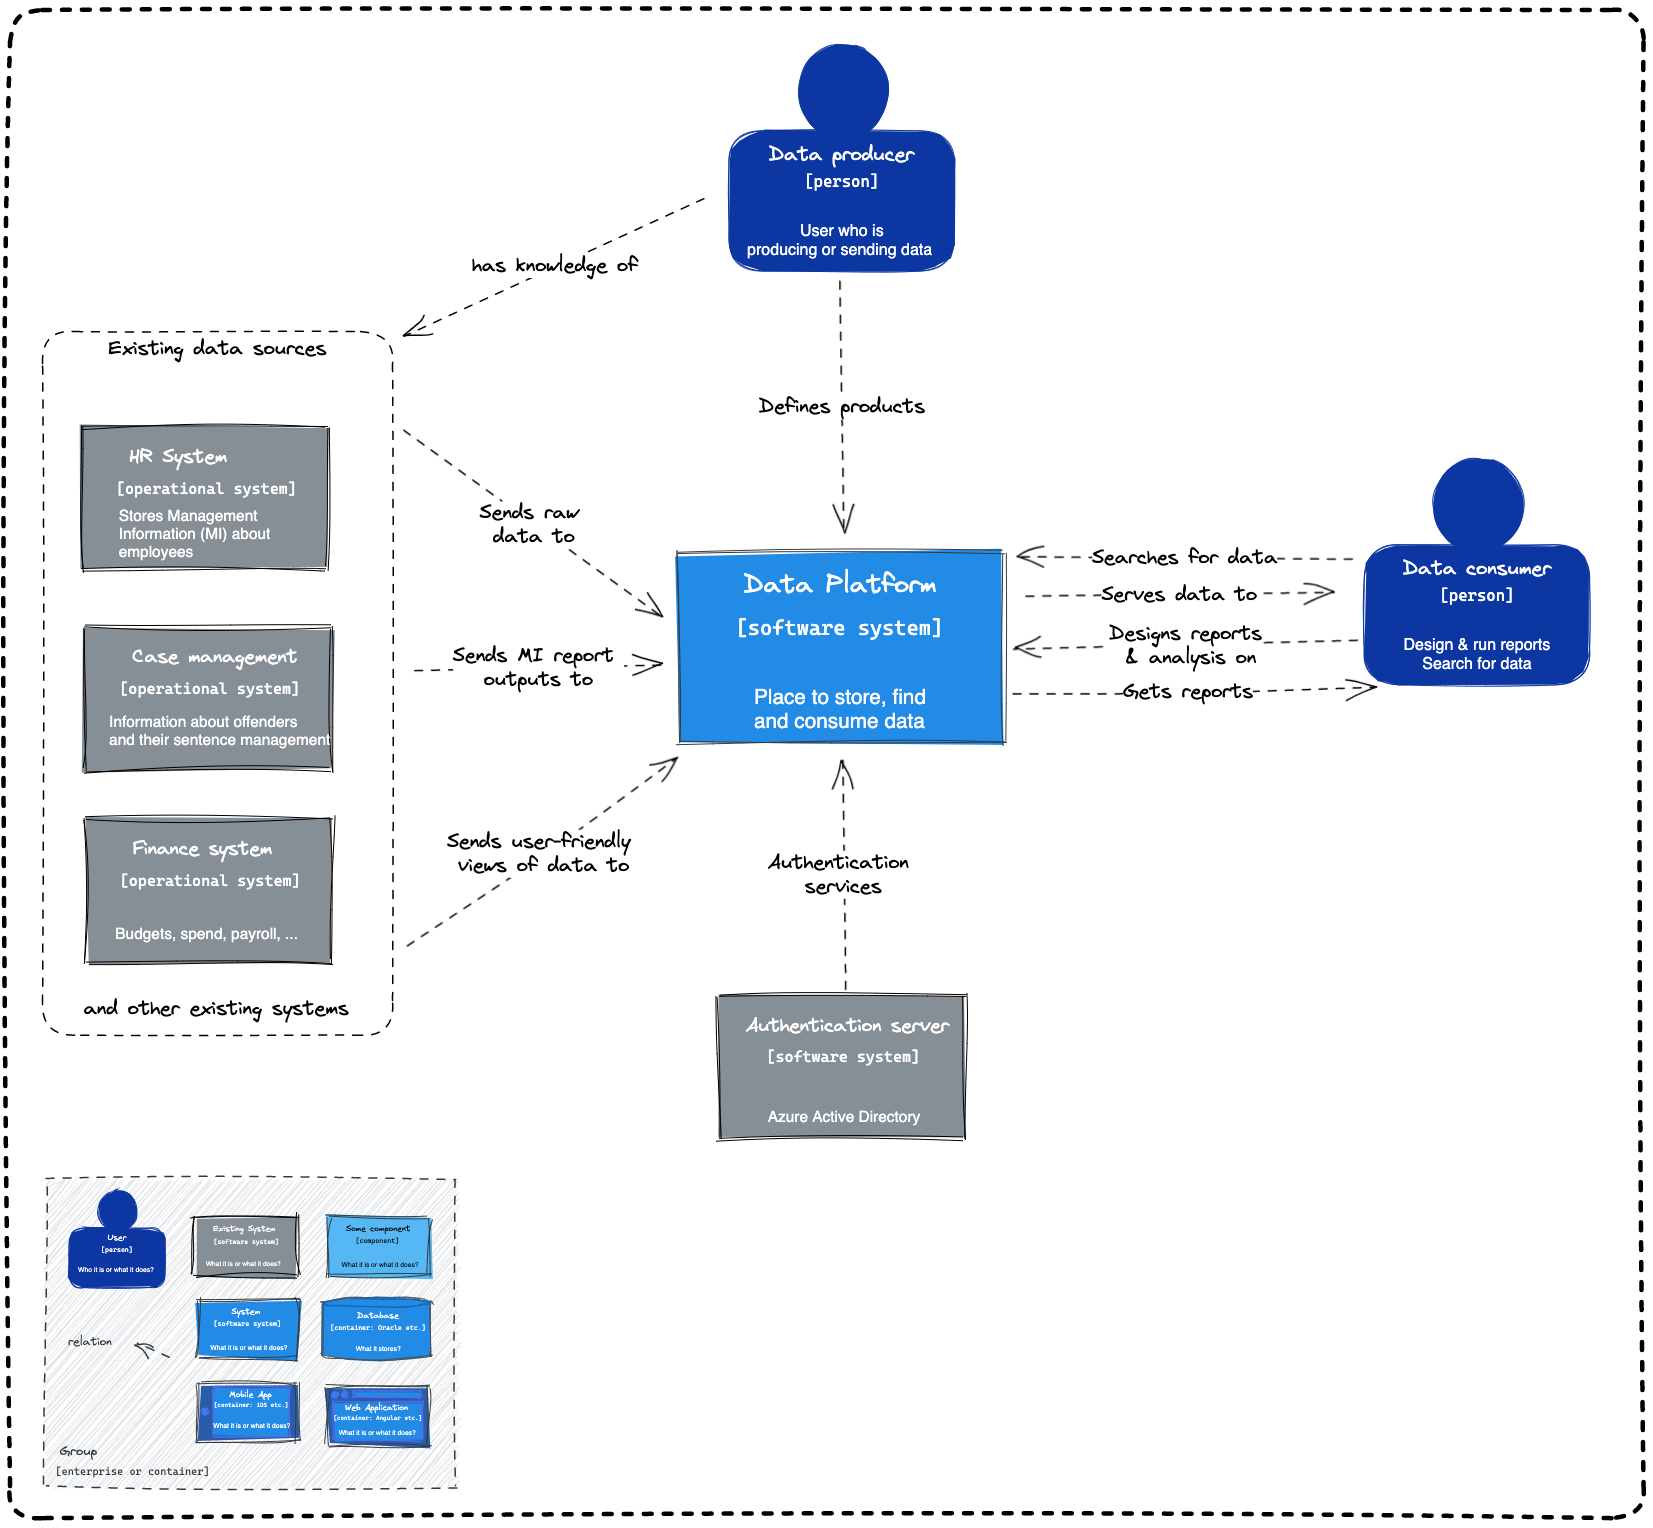 Data producer
[person]
User who is
producing or sending data
has knowledge of
Existing data sources
HR System
[operational system]
Stores Management
Information (MI) about
employees
Case management
[operational system]
Information about offenders
and their sentence management
Finance system
[operational system]
Budgets, spend, payroll, ...
and other existing systems
Defines products
Sends raw
data to
Sends MI report
outputs to
Sends user-friendly
views of data to
Data Platform
[software system]
Place to store, find
and consume data
Searches for data
Serves data to
Designs reports
& analysis on
Gets reports
Data consumer
[person]
Design & run reports
Search for data
Authentication
services
Authentication server
[software system]
Azure Active Directory
User
[person]
Who it is or what it does?
Existing System
[software system]
What it is or what it does?
Some component
[component]
What it is or what it does?
System
[software system]
What it is or what it does?
Database
[container: Oracle etc.]
What it stores?
relation
Mobile App
[container: iOS etc.]
What it is or what it does?
Web Application
[container: Angular etc.]
What it is or what it does?
Group
[enterprise or container]